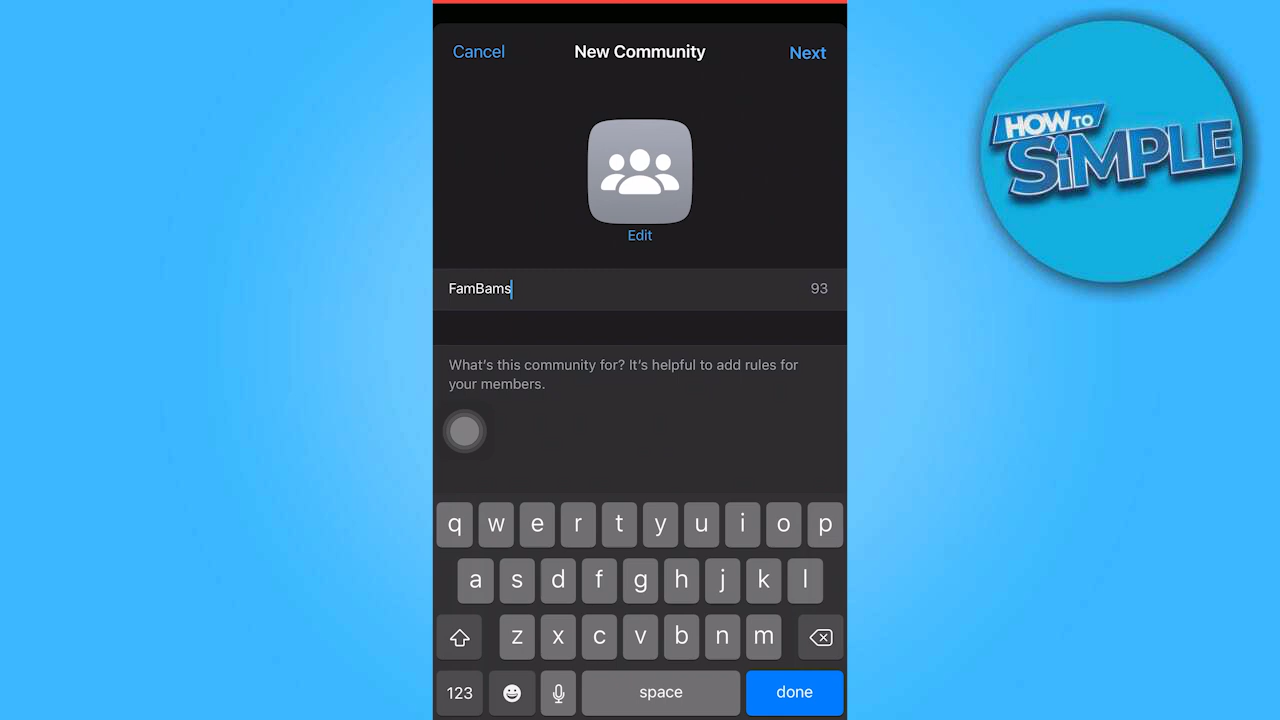 Cancel New Community Next
HOW TO
SiMPLE
Edit
FamBams 93
What's this community for? It's helpful to add rules for
your members.
q w e r t y u i o p
a s d f g h j k l
z x c v b n m
123 space done